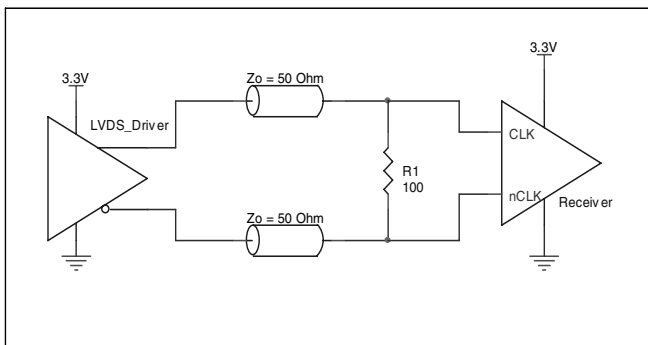 3.3V
LVDS_Driver
Zo = 50 Ohm
Zo = 50 Ohm
R1
100
3.3V
CLK
nCLK
Receiver